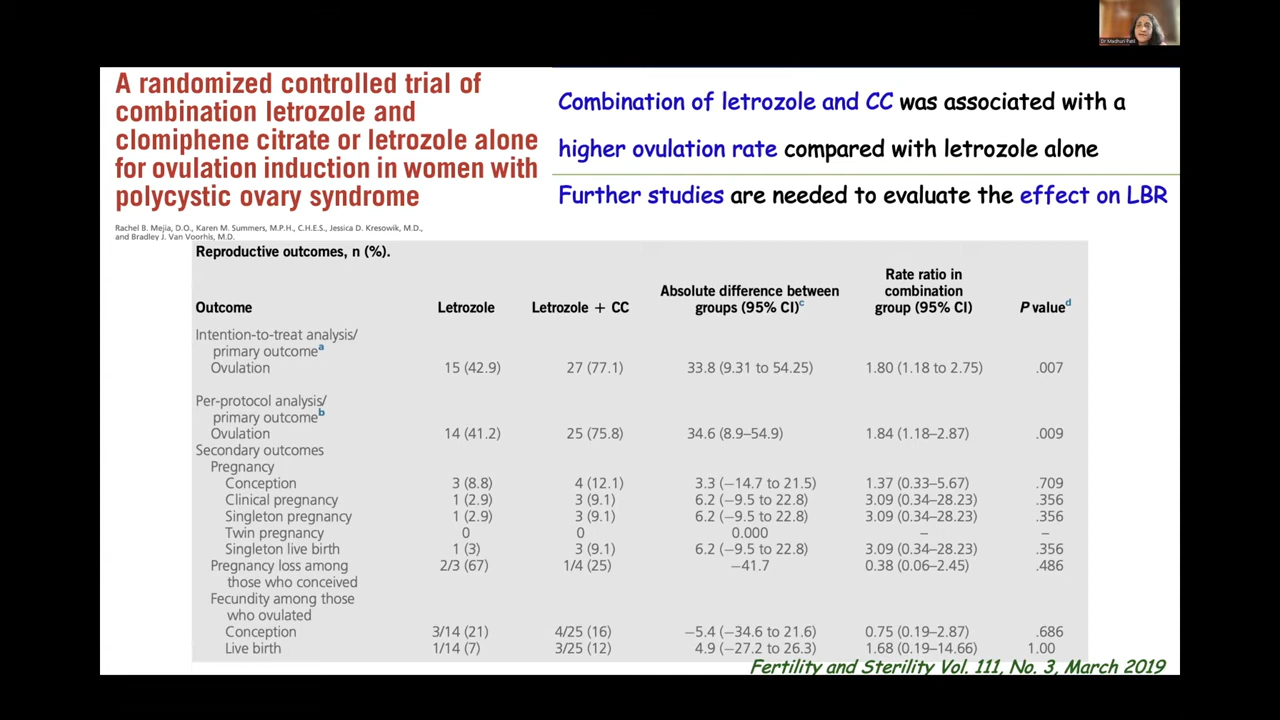 Dr Madhuri Patil
A randomized controlled trial of
combination letrozole and
clomiphene citrate or letrozole alone
for ovulation induction in women with
polycystic ovary syndrome
Rachel B. Mejia, D.O., Karen M. Summers, M.P.H., C.H.E.S., Jessica D. Kresowik, M.D.,
and Bradley J. Van Voorhis, M.D.
Combination of letrozole and CC was associated with a
higher ovulation rate compared with letrozole alone
Further studies are needed to evaluate the effect on LBR
Reproductive outcomes, n (%).
Outcome Letrozole Letrozole + CC Absolute difference between groups (95% CI)c Rate ratio in combination group (95% CI) P valued
Intention-to-treat analysis/
primary outcomea
Ovulation 15 (42.9) 27 (77.1) 33.8 (9.31 to 54.25) 1.80 (1.18 to 2.75) .007
Per-protocol analysis/
primary outcomeb
Ovulation 14 (41.2) 25 (75.8) 34.6 (8.9–54.9) 1.84 (1.18–2.87) .009
Secondary outcomes
Pregnancy
Conception 3 (8.8) 4 (12.1) 3.3 (−14.7 to 21.5) 1.37 (0.33–5.67) .709
Clinical pregnancy 1 (2.9) 3 (9.1) 6.2 (−9.5 to 22.8) 3.09 (0.34–28.23) .356
Singleton pregnancy 1 (2.9) 3 (9.1) 6.2 (−9.5 to 22.8) 3.09 (0.34–28.23) .356
Twin pregnancy 0 0 0.000 – –
Singleton live birth 1 (3) 3 (9.1) 6.2 (−9.5 to 22.8) 3.09 (0.34–28.23) .356
Pregnancy loss among 2/3 (67) 1/4 (25) −41.7 0.38 (0.06–2.45) .486
those who conceived
Fecundity among those
who ovulated
Conception 3/14 (21) 4/25 (16) −5.4 (−34.6 to 21.6) 0.75 (0.19–2.87) .686
Live birth 1/14 (7) 3/25 (12) 4.9 (−27.2 to 26.3) 1.68 (0.19–14.66) 1.00
Fertility and Sterility Vol. 111, No. 3, March 2019